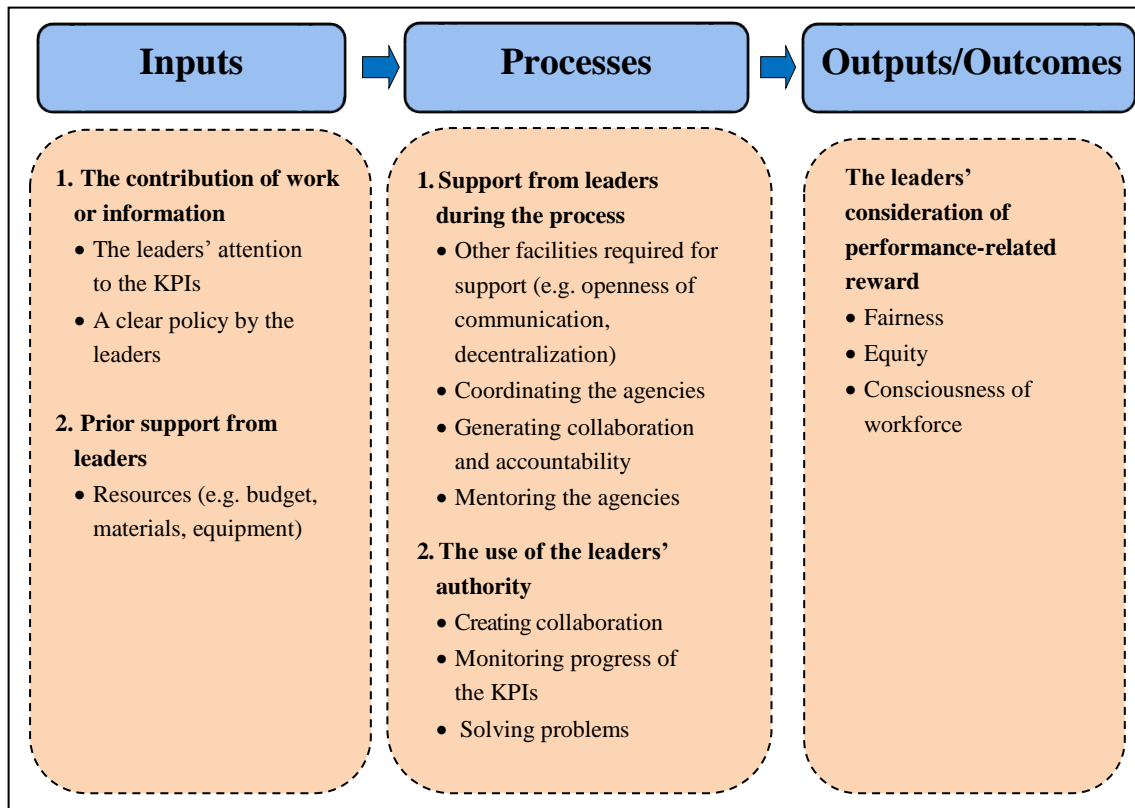 Inputs
Processes
Outputs/Outcomes
1. The contribution of work
or information
• The leaders’ attention
to the KPIs
• A clear policy by the
leaders
2. Prior support from
leaders
• Resources (e.g. budget,
materials, equipment)
1. Support from leaders
during the process
• Other facilities required for
support (e.g. openness of
communication,
decentralization)
• Coordinating the agencies
• Generating collaboration
and accountability
• Mentoring the agencies
2. The use of the leaders’
authority
• Creating collaboration
• Monitoring progress of
the KPIs
• Solving problems
The leaders’
consideration of
performance-related
reward
• Fairness
• Equity
• Consciousness of
workforce